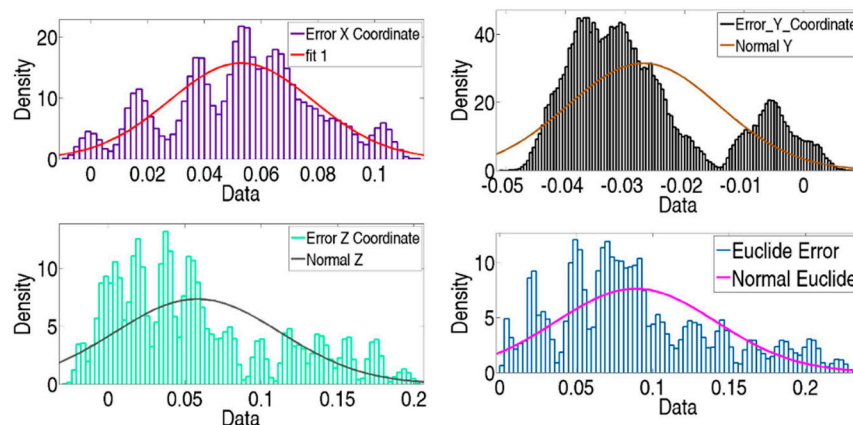 20
10
0
Density
Error X Coordinate
fit 1
0 0.02 0.04 0.06 0.08 0.1
Data
40
20
0
Density
Error_Y_Coordinate
Normal Y
-0.05 -0.04 -0.03 -0.02 -0.01 0
Data
10
5
0
Density
Error Z Coordinate
Normal Z
0 0.05 0.1 0.15 0.2
Data
10
5
0
Density
Euclide Error
Normal Euclide
0 0.05 0.1 0.15 0.2
Data